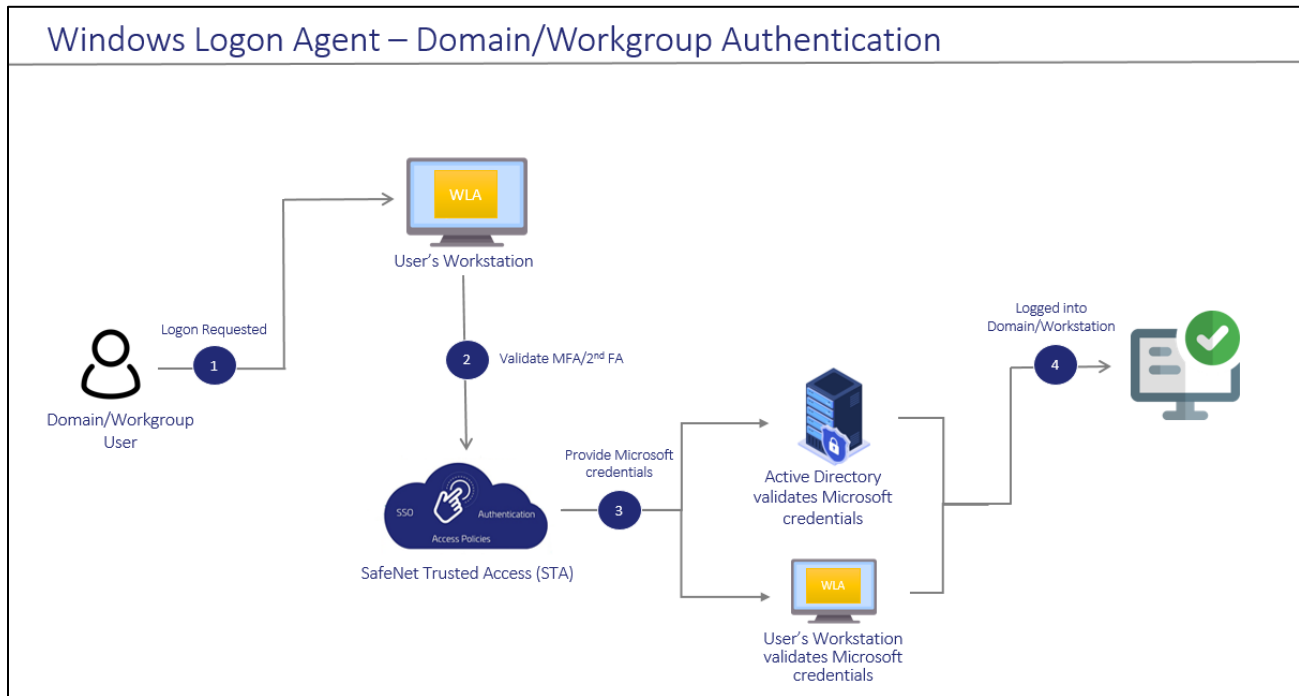 Windows Logon Agent – Domain/Workgroup Authentication
WLA
User's Workstation
Logon Requested
1
Domain/Workgroup
User
2
Validate MFA/2nd FA
SSO
Authentication
Access Policies
SafeNet Trusted Access (STA)
Provide Microsoft
credentials
3
Active Directory
validates Microsoft
credentials
WLA
User's Workstation
validates Microsoft
credentials
Logged into
Domain/Workstation
4